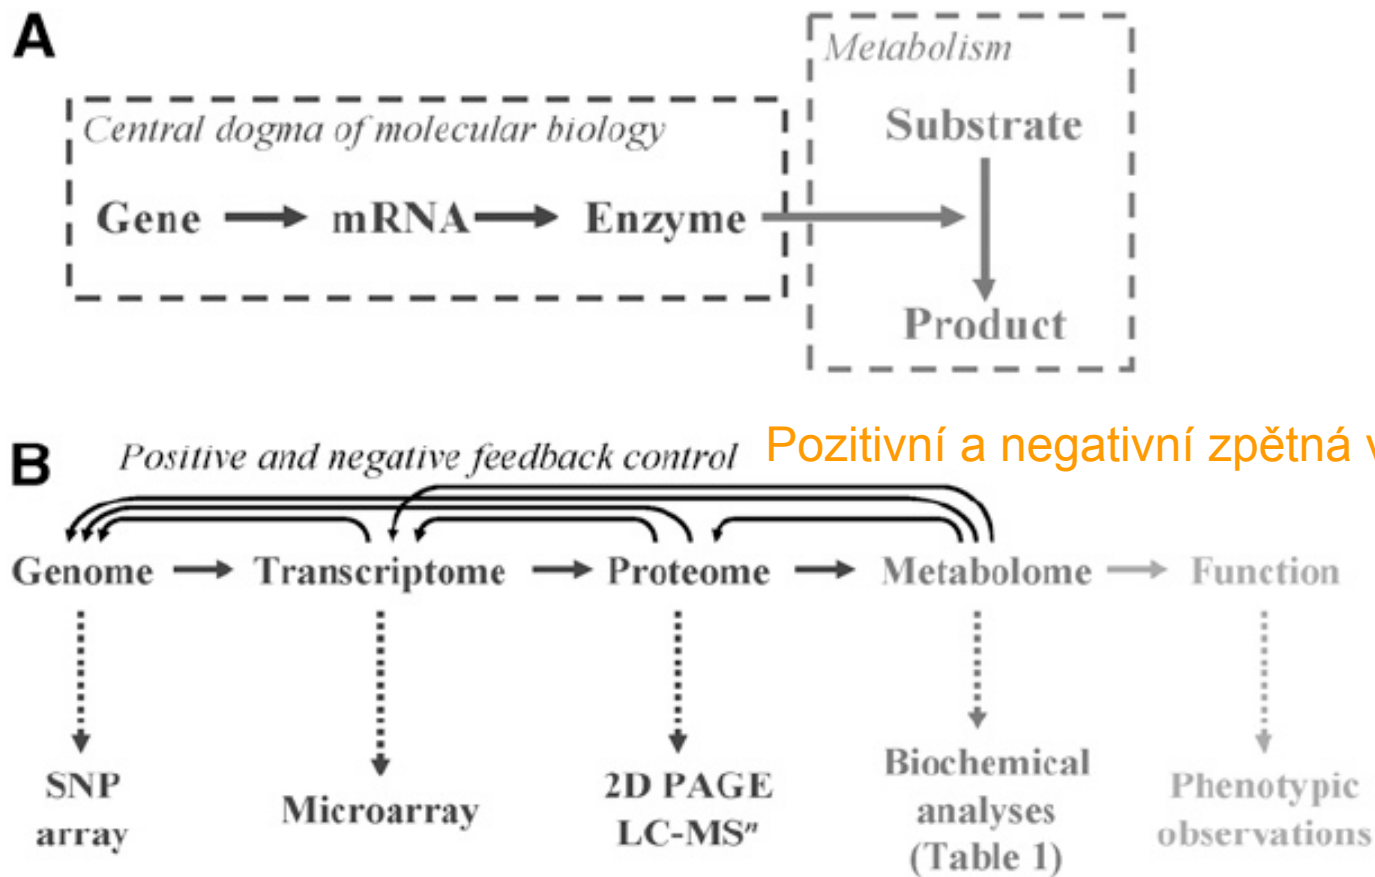 A
Metabolism
Central dogma of molecular biology
Substrate
Gene mRNA Enzyme
Product
B Positive and negative feedback control Pozitivní a negativní zpětná v
Genome Transcriptome Proteome Metabolome Function
SNP
array
Microarray
2D PAGE
LC-MSⁿ
Biochemical
analyses
(Table 1)
Phenotypic
observations